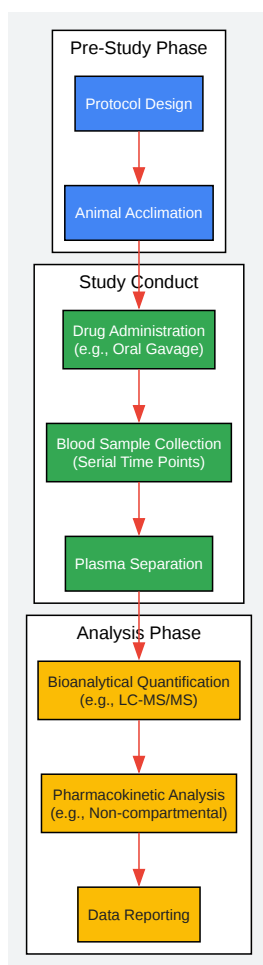 Pre-Study Phase
Protocol Design
Animal Acclimation
Study Conduct
Drug Administration
(e.g., Oral Gavage)
Blood Sample Collection
(Serial Time Points)
Plasma Separation
Analysis Phase
Bioanalytical Quantification
(e.g., LC-MS/MS)
Pharmacokinetic Analysis
(e.g., Non-compartmental)
Data Reporting